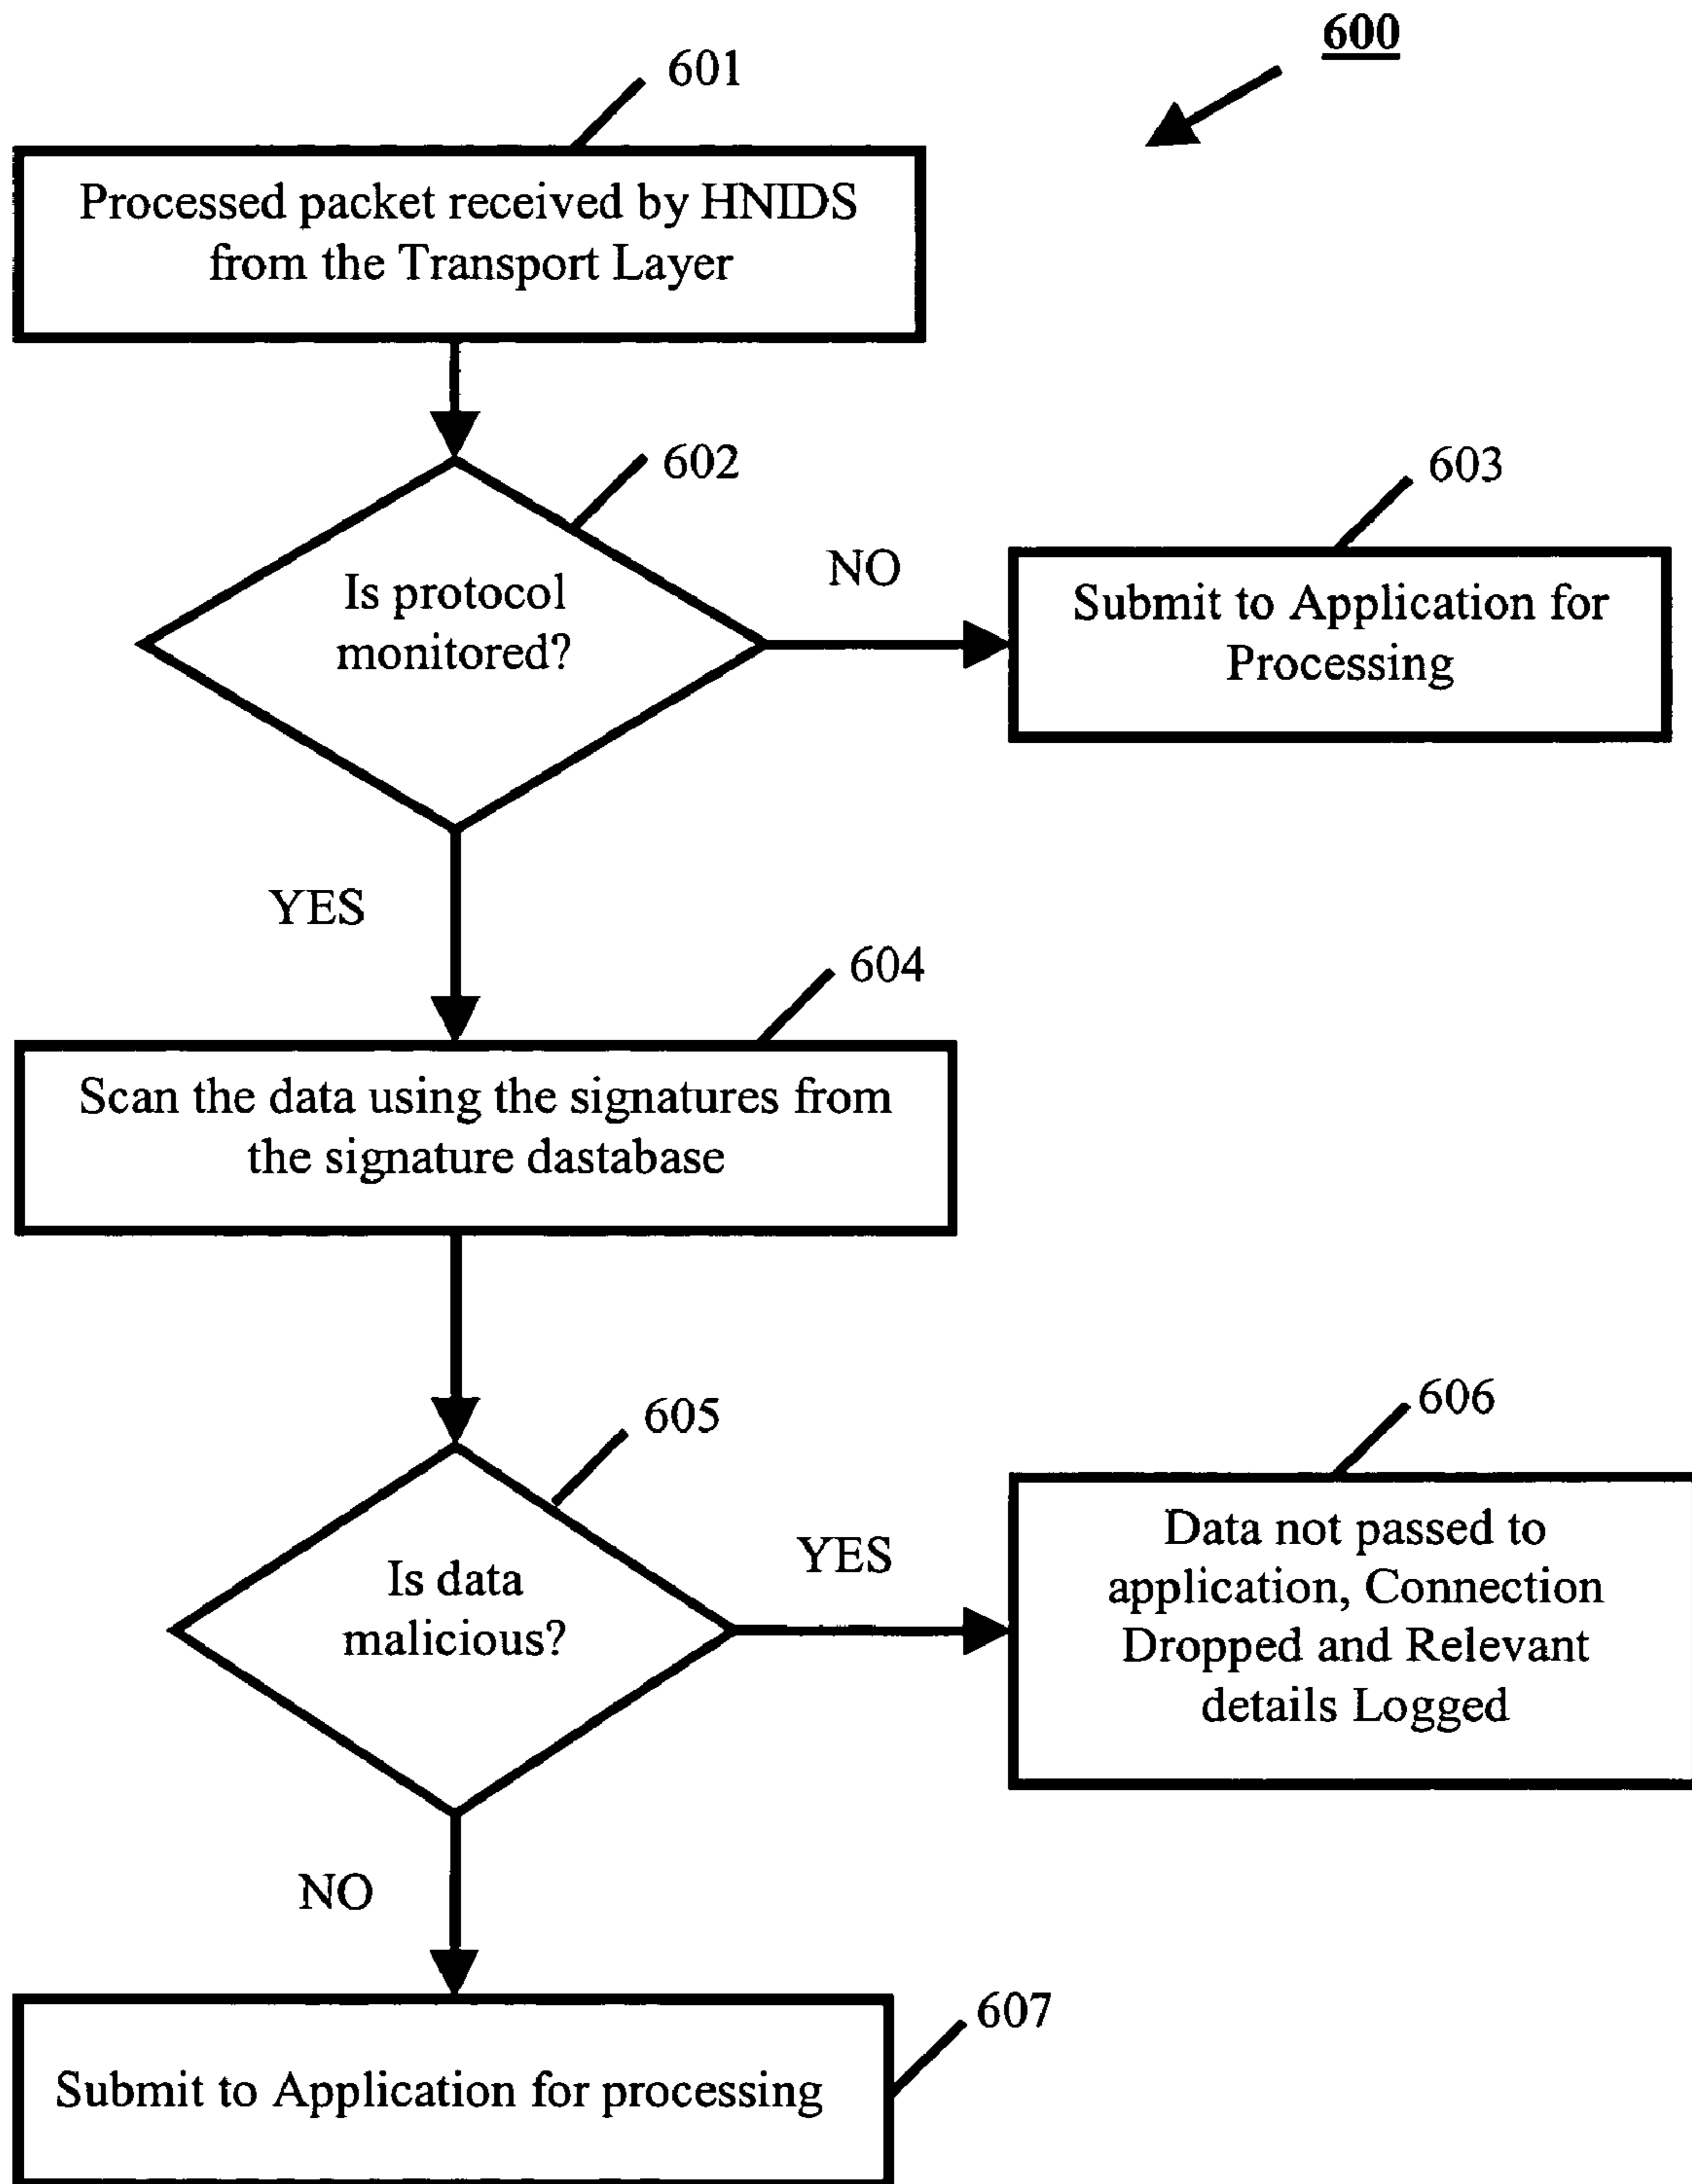 600
601
Processed packet received by HNIDS
from the Transport Layer
602
Is protocol
monitored?
NO
603
Submit to Application for
Processing
YES
604
Scan the data using the signatures from
the signature dastabase
605
Is data
malicious?
YES
606
Data not passed to
application, Connection
Dropped and Relevant
details Logged
NO
607
Submit to Application for processing